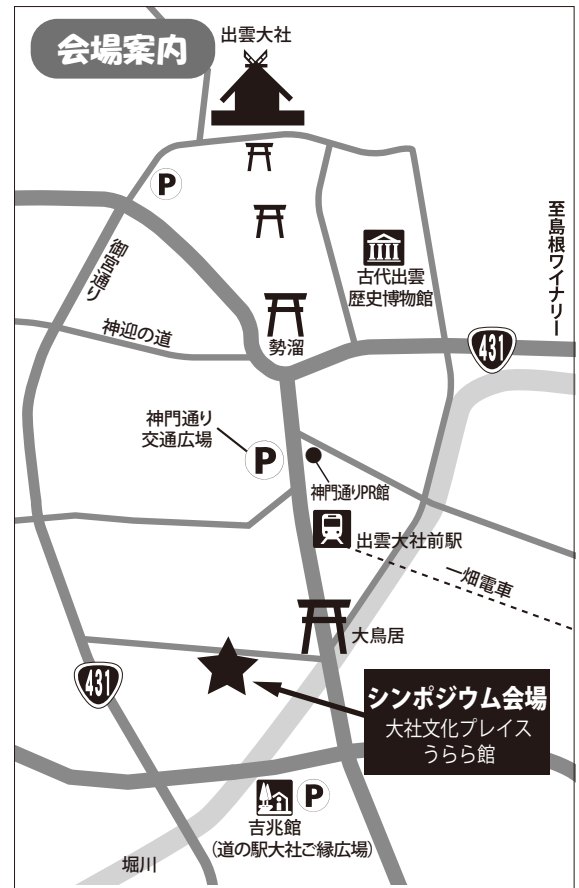 会場案内
出雲大社
P
御宮通り
神迎の道
古代出雲
歴史博物館
至島根ワイナリー
勢溜
431
神門通り
交通広場
P
神門通りPR館
出雲大社前駅
一畑電車
大鳥居
431
シンポジウム会場
大社文化プレイス
うらら館
P
吉兆館
（道の駅大社ご縁広場）
堀川